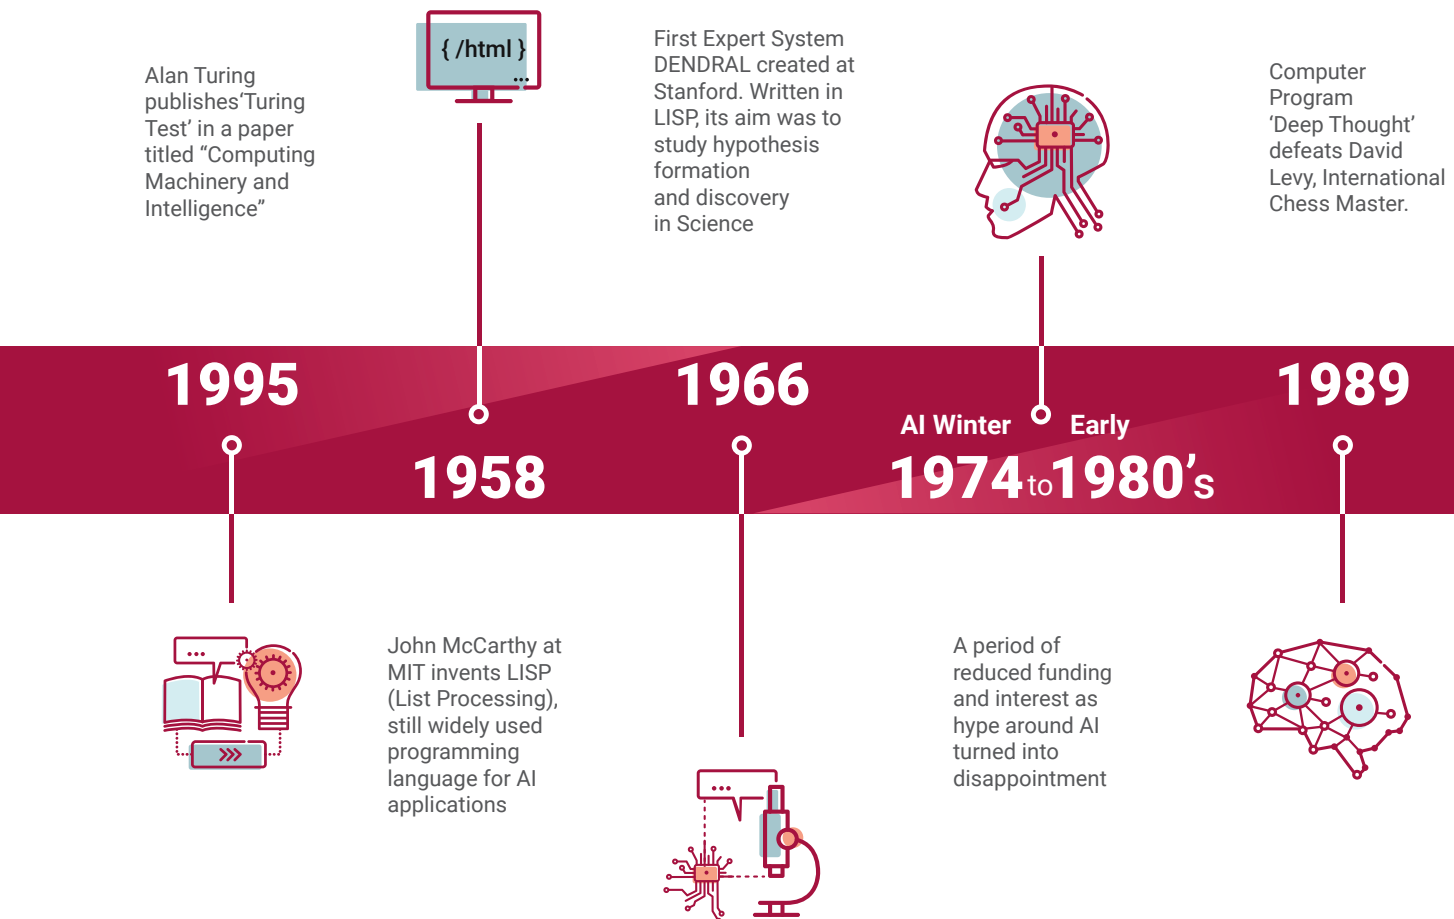 Alan Turing
publishes‘Turing
Test’ in a paper
titled “Computing
Machinery and
Intelligence”
1995
{ /html }
...
1958
John McCarthy at
MIT invents LISP
(List Processing),
still widely used
programming
language for AI
applications
First Expert System
DENDRAL created at
Stanford. Written in
LISP, its aim was to
study hypothesis
formation
and discovery
in Science
1966
AI Winter Early
1974 to 1980’s
A period of
reduced funding
and interest as
hype around AI
turned into
disappointment
Computer
Program
‘Deep Thought’
defeats David
Levy, International
Chess Master.
1989